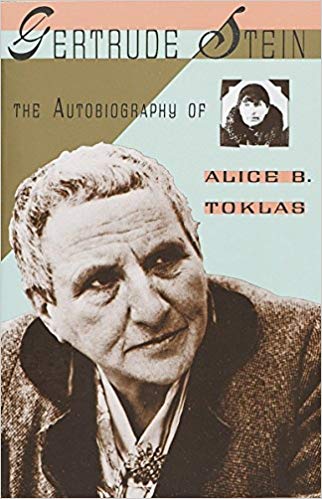 GERTRUDE STEIN
THE AUTOBIOGRAPHY OF
ALICE B.
TOKLAS